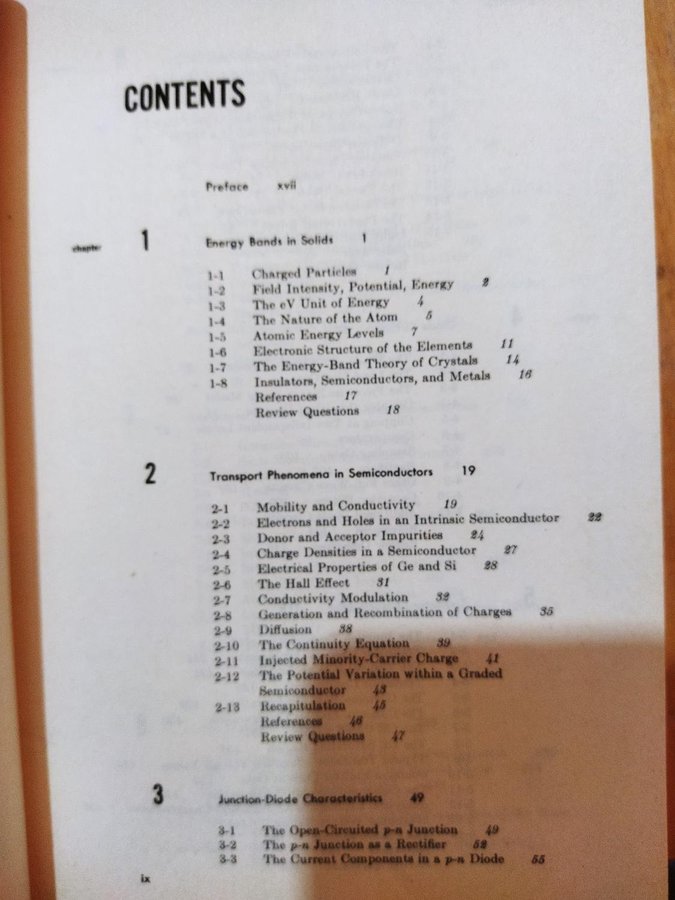 CONTENTS
Preface xvii
chapter 1 Energy Bands in Solids 1
1-1 Charged Particles 1
1-2 Field Intensity, Potential, Energy 2
1-3 The eV Unit of Energy 4
1-4 The Nature of the Atom 5
1-5 Atomic Energy Levels 7
1-6 Electronic Structure of the Elements 11
1-7 The Energy-Band Theory of Crystals 14
1-8 Insulators, Semiconductors, and Metals 16
References 17
Review Questions 18
2 Transport Phenomena in Semiconductors 19
2-1 Mobility and Conductivity 19
2-2 Electrons and Holes in an Intrinsic Semiconductor 22
2-3 Donor and Acceptor Impurities 24
2-4 Charge Densities in a Semiconductor 27
2-5 Electrical Properties of Ge and Si 28
2-6 The Hall Effect 31
2-7 Conductivity Modulation 32
2-8 Generation and Recombination of Charges 35
2-9 Diffusion 38
2-10 The Continuity Equation 39
2-11 Injected Minority-Carrier Charge 41
2-12 The Potential Variation within a Graded
Semiconductor 43
2-13 Recapitulation 45
References 46
Review Questions 47
3 Junction-Diode Characteristics 49
3-1 The Open-Circuited p-n Junction 49
3-2 The p-n Junction as a Rectifier 52
3-3 The Current Components in a p-n Diode 55
ix